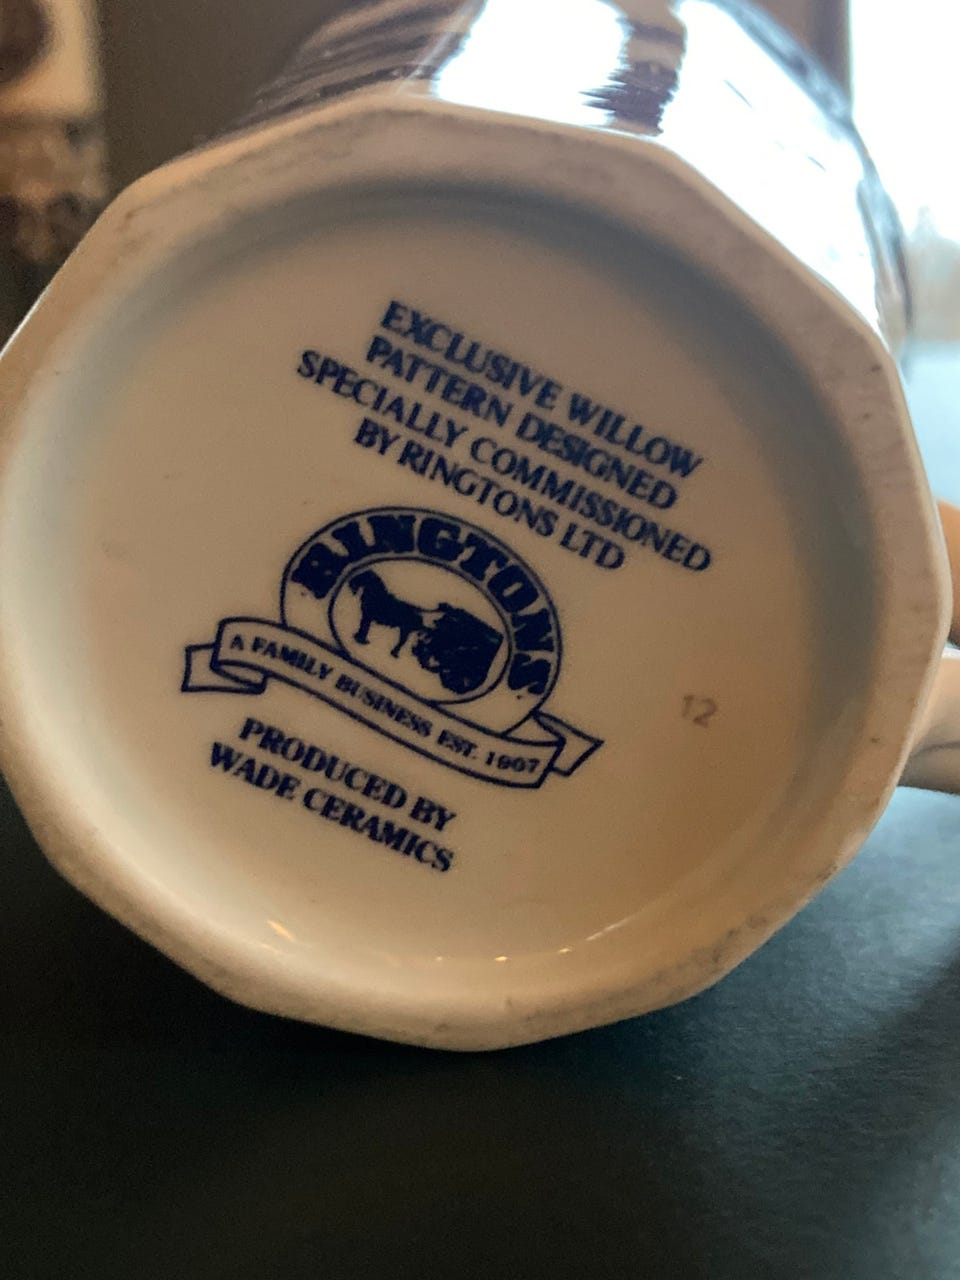 EXCLUSIVE WILLOW
PATTERN DESIGNED
SPECIALLY COMMISSIONED
BY RINGTONS LTD
RINGTONS
A FAMILY BUSINESS EST. 1907
12
PRODUCED BY
WADE CERAMICS